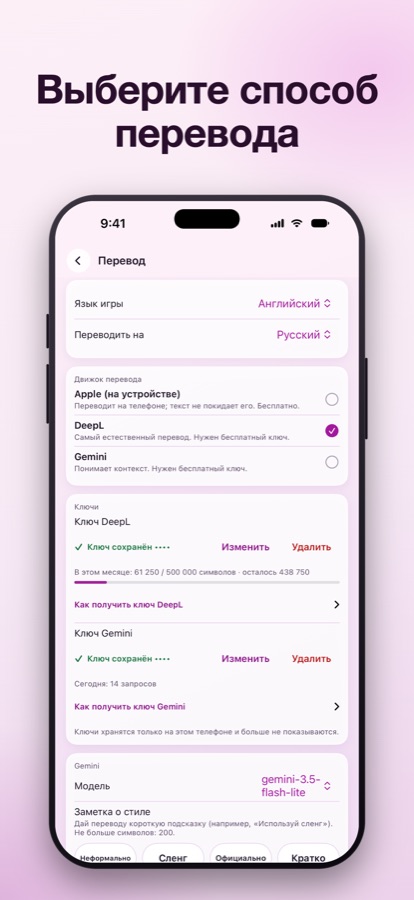 Выберите способ
перевода
9:41
Перевод
Язык игры Английский
Переводить на Русский
Движок перевода
Apple (на устройстве)
Переводит на телефоне; текст не покидает его. Бесплатно.
DeepL
Самый естественный перевод. Нужен бесплатный ключ.
Gemini
Понимает контекст. Нужен бесплатный ключ.
Ключи
Ключ DeepL
Ключ сохранён •••• Изменить Удалить
В этом месяце: 61 250 / 500 000 символов · осталось 438 750
Как получить ключ DeepL
Ключ Gemini
Ключ сохранён •••• Изменить Удалить
Сегодня: 14 запросов
Как получить ключ Gemini
Ключи хранятся только на этом телефоне и больше не показываются.
Gemini
Модель gemini-3.5-
flash-lite
Заметка о стиле
Дай переводу короткую подсказку (например, «Используй сленг»).
Не больше символов: 200.
Неформально Сленг Официально Кратко